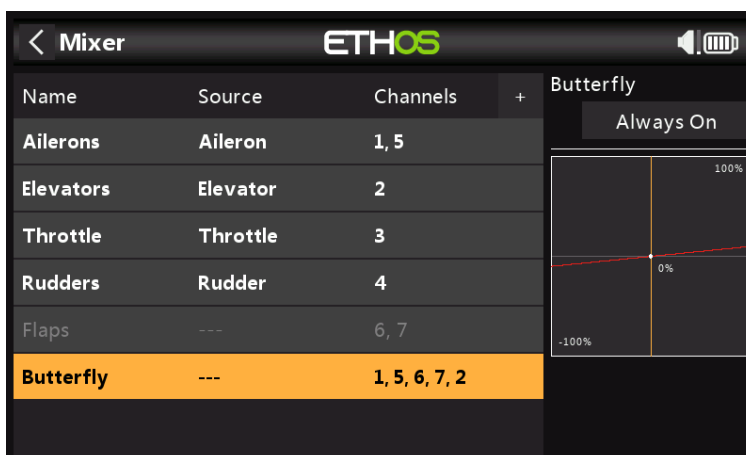 Mixer
ETHOS
Name Source Channels +
Ailerons Aileron 1, 5
Elevators Elevator 2
Throttle Throttle 3
Rudders Rudder 4
Flaps --- 6, 7
Butterfly --- 1, 5, 6, 7, 2
Butterfly
Always On
100%
0%
-100%